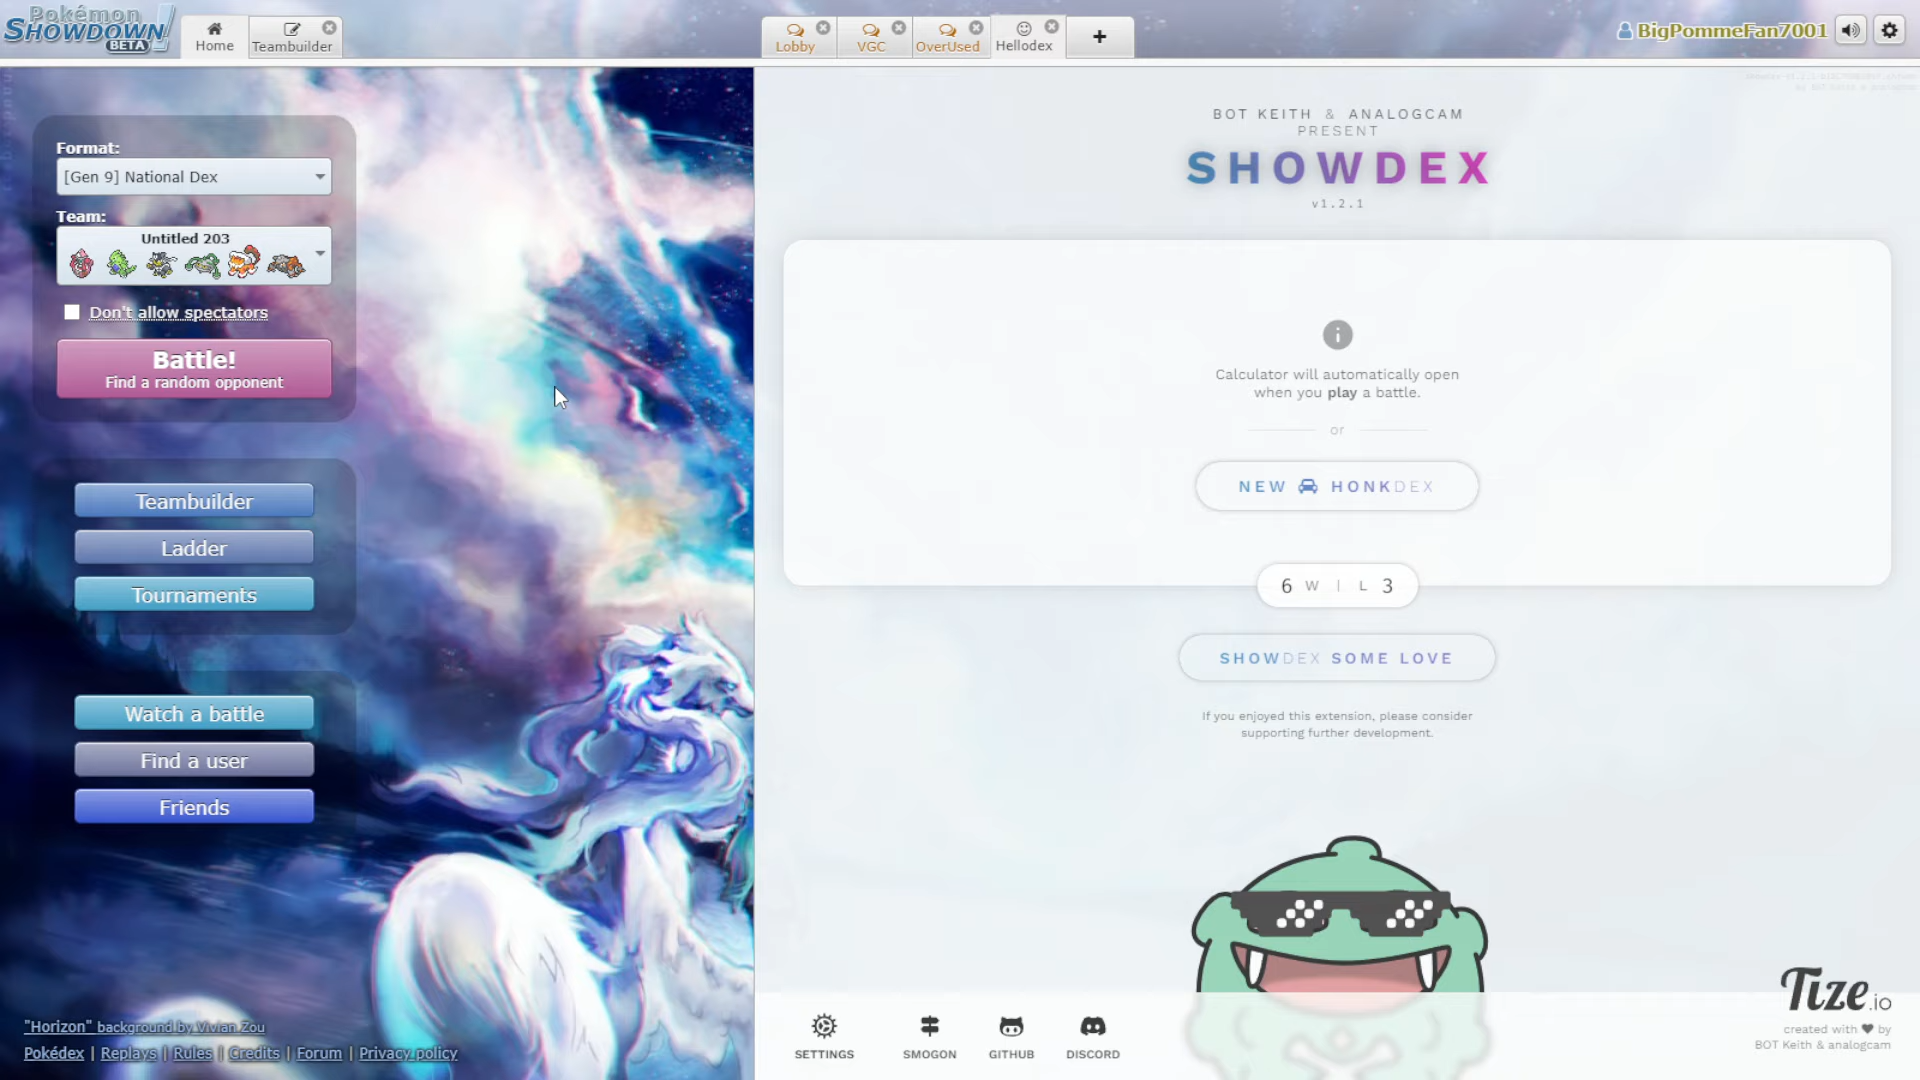 Pokémon
SHOWDOWN!
BETA
Home
Teambuilder
Lobby
VGC
OverUsed
Hellodex
+
BigPommeFan7001
Format:
[Gen 9] National Dex
Team:
Untitled 203
Don't allow spectators
Battle!
Find a random opponent
Teambuilder
Ladder
Tournaments
Watch a battle
Find a user
Friends
"Horizon" background by Vivian Zou
Pokédex | Replays | Rules | Credits | Forum | Privacy policy
BOT KEITH & ANALOGCAM
PRESENT
SHOWDEX
v1.2.1
Calculator will automatically open
when you play a battle.
or
NEW HONKDEX
6 W | L 3
SHOWDEX SOME LOVE
If you enjoyed this extension, please consider
supporting further development.
SETTINGS
SMOGON
GITHUB
DISCORD
Tize.io
created with ❤ by
BOT Keith & analogcam